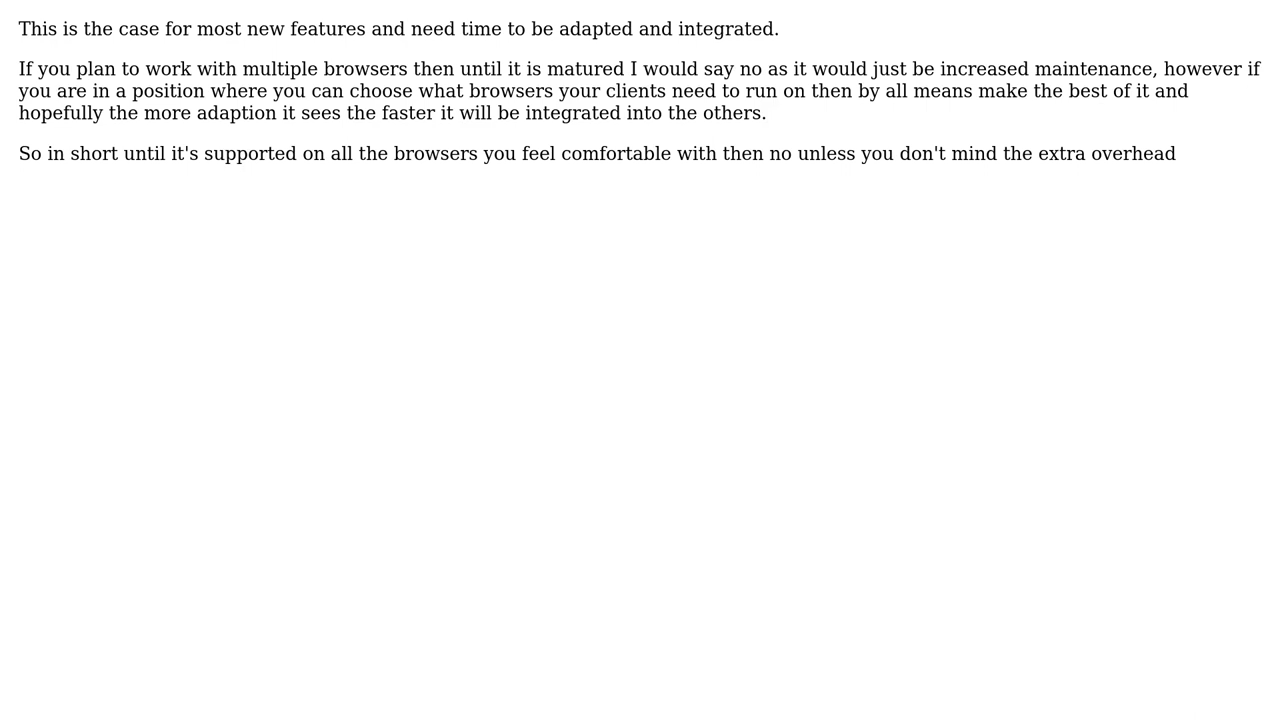 This is the case for most new features and need time to be adapted and integrated.
If you plan to work with multiple browsers then until it is matured I would say no as it would just be increased maintenance, however if
you are in a position where you can choose what browsers your clients need to run on then by all means make the best of it and
hopefully the more adaption it sees the faster it will be integrated into the others.
So in short until it's supported on all the browsers you feel comfortable with then no unless you don't mind the extra overhead